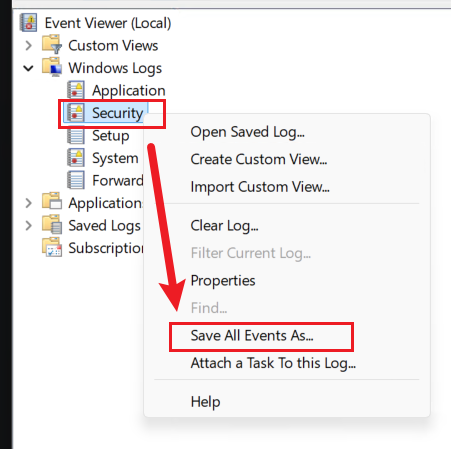 Event Viewer (Local)
Custom Views
Windows Logs
Application
Security
Setup
System
Forward
Applications
Saved Logs
Subscription
Open Saved Log...
Create Custom View...
Import Custom View...
Clear Log...
Filter Current Log...
Properties
Find...
Save All Events As...
Attach a Task To this Log...
Help